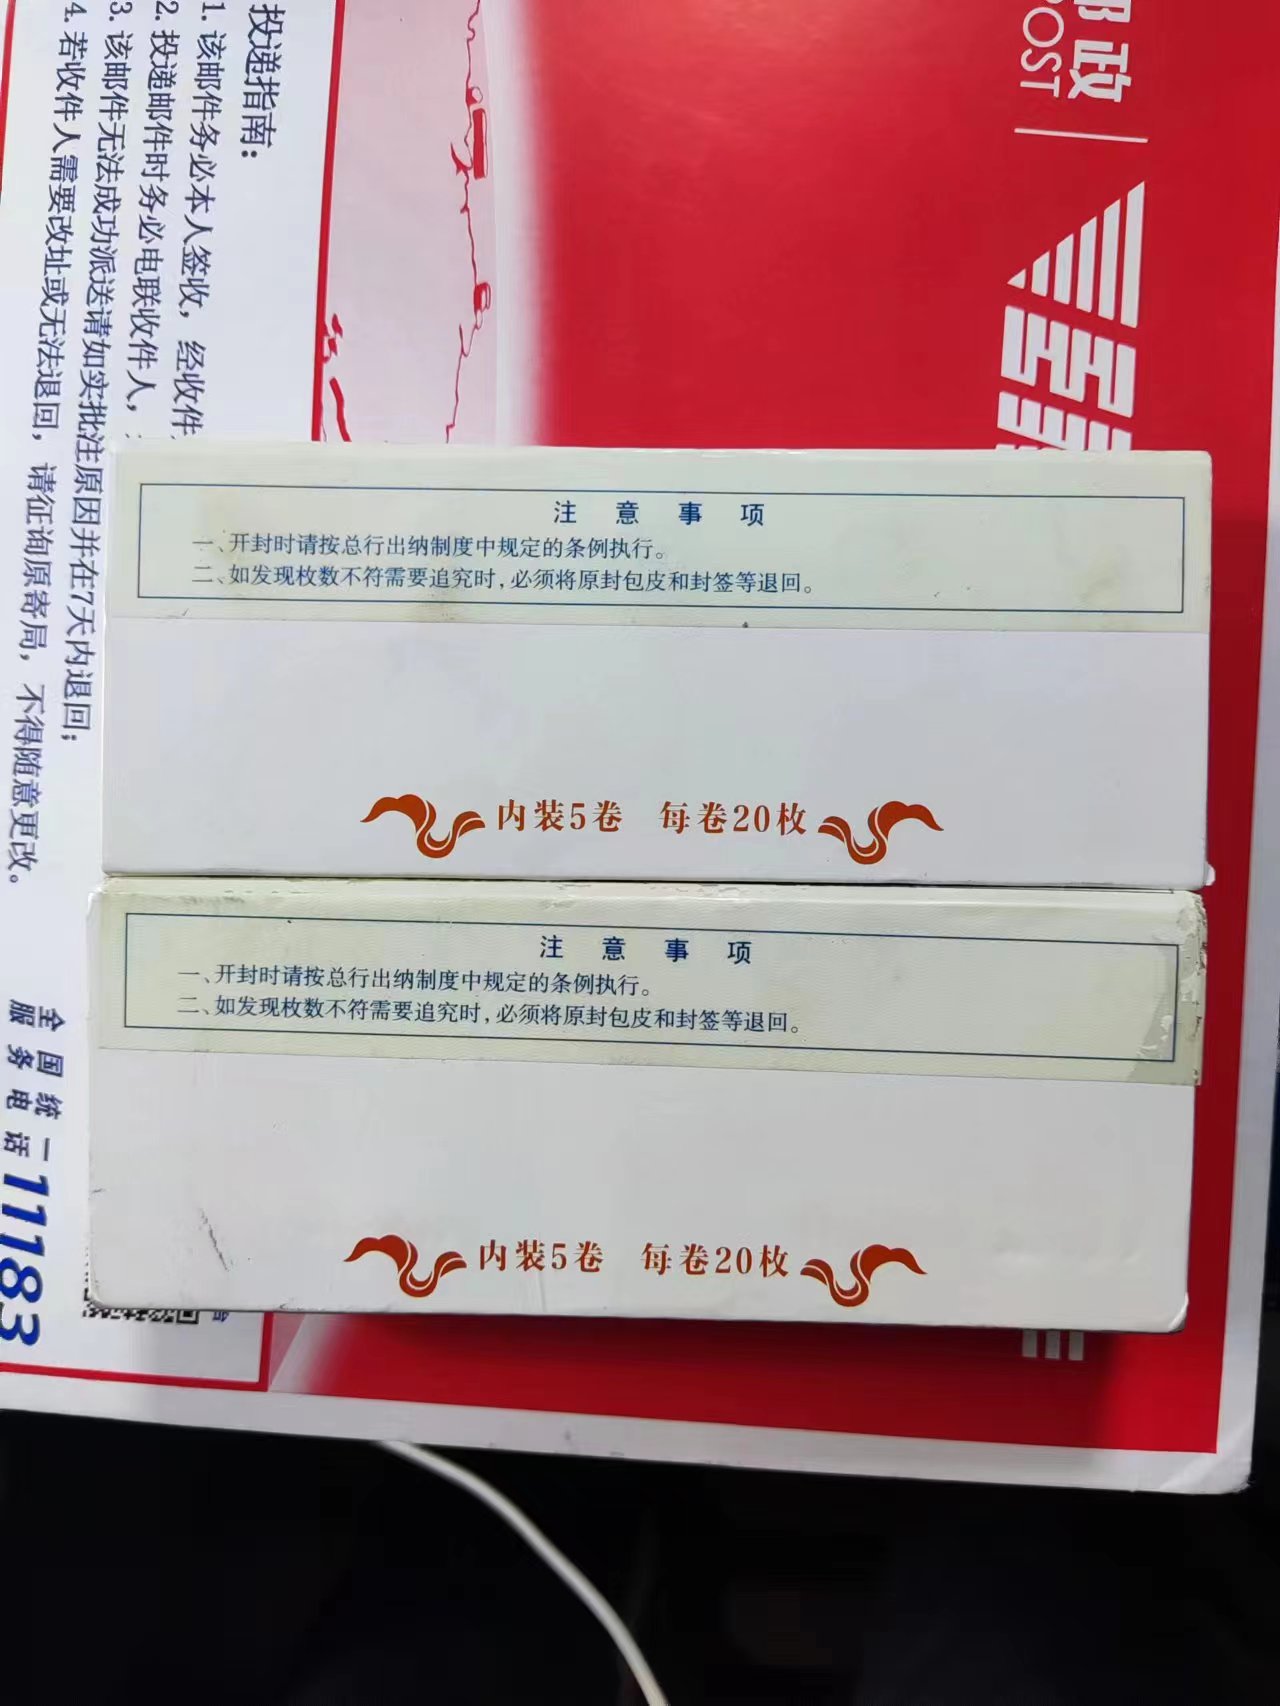 邮政
POST
投递指南：
1. 该邮件务必本人签收，经收件
2. 投递邮件时务必电联收件人，
3. 该邮件无法成功派送请如实批注原因并在7天内退回；
4. 若收件人需要改址或无法退回，请征询原寄局，不得随意更改。
全国统一
服务电话
11183
注 意 事 项
一、开封时请按总行出纳制度中规定的条例执行。
二、如发现枚数不符需要追究时，必须将原封包皮和封签等退回。
内装5卷 每卷20枚
注 意 事 项
一、开封时请按总行出纳制度中规定的条例执行。
二、如发现枚数不符需要追究时，必须将原封包皮和封签等退回。
内装5卷 每卷20枚